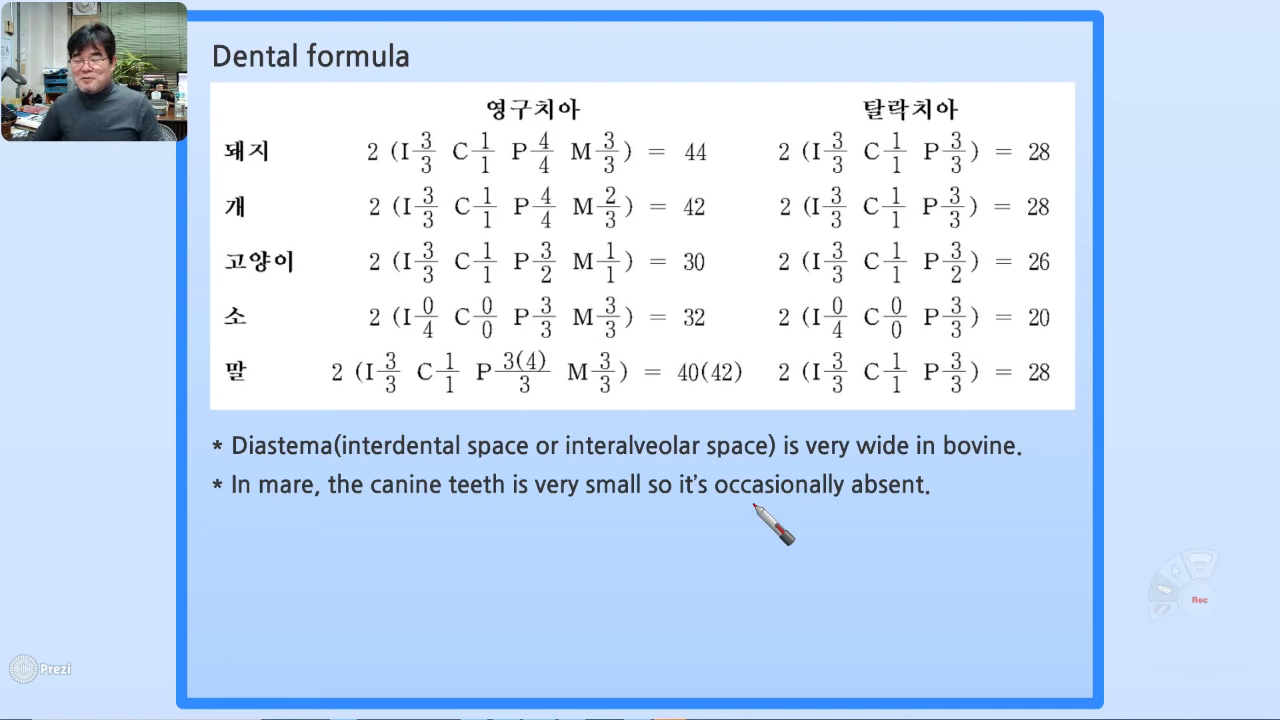 Dental formula
영구치아 탈락치아
돼지 2 (I 3/3 C 1/1 P 4/4 M 3/3) = 44 2 (I 3/3 C 1/1 P 3/3) = 28
개 2 (I 3/3 C 1/1 P 4/4 M 2/3) = 42 2 (I 3/3 C 1/1 P 3/3) = 28
고양이 2 (I 3/3 C 1/1 P 3/2 M 1/1) = 30 2 (I 3/3 C 1/1 P 3/2) = 26
소 2 (I 0/4 C 0/0 P 3/3 M 3/3) = 32 2 (I 0/4 C 0/0 P 3/3) = 20
말 2 (I 3/3 C 1/1 P 3(4)/3 M 3/3) = 40(42) 2 (I 3/3 C 1/1 P 3/3) = 28
* Diastema(interdental space or interalveolar space) is very wide in bovine.
* In mare, the canine teeth is very small so it's occasionally absent.
Rec
Prezi